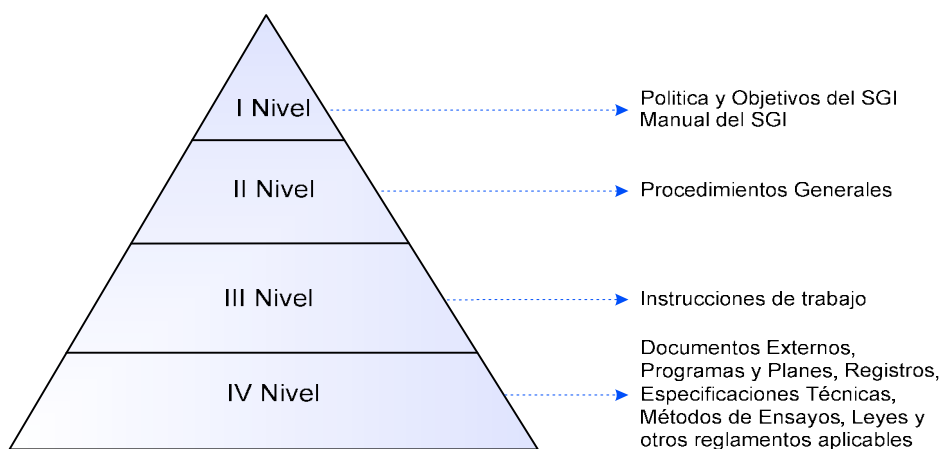 I Nivel
Politica y Objetivos del SGI
Manual del SGI
II Nivel
Procedimientos Generales
III Nivel
Instrucciones de trabajo
IV Nivel
Documentos Externos,
Programas y Planes, Registros,
Especificaciones Técnicas,
Métodos de Ensayos, Leyes y
otros reglamentos aplicables